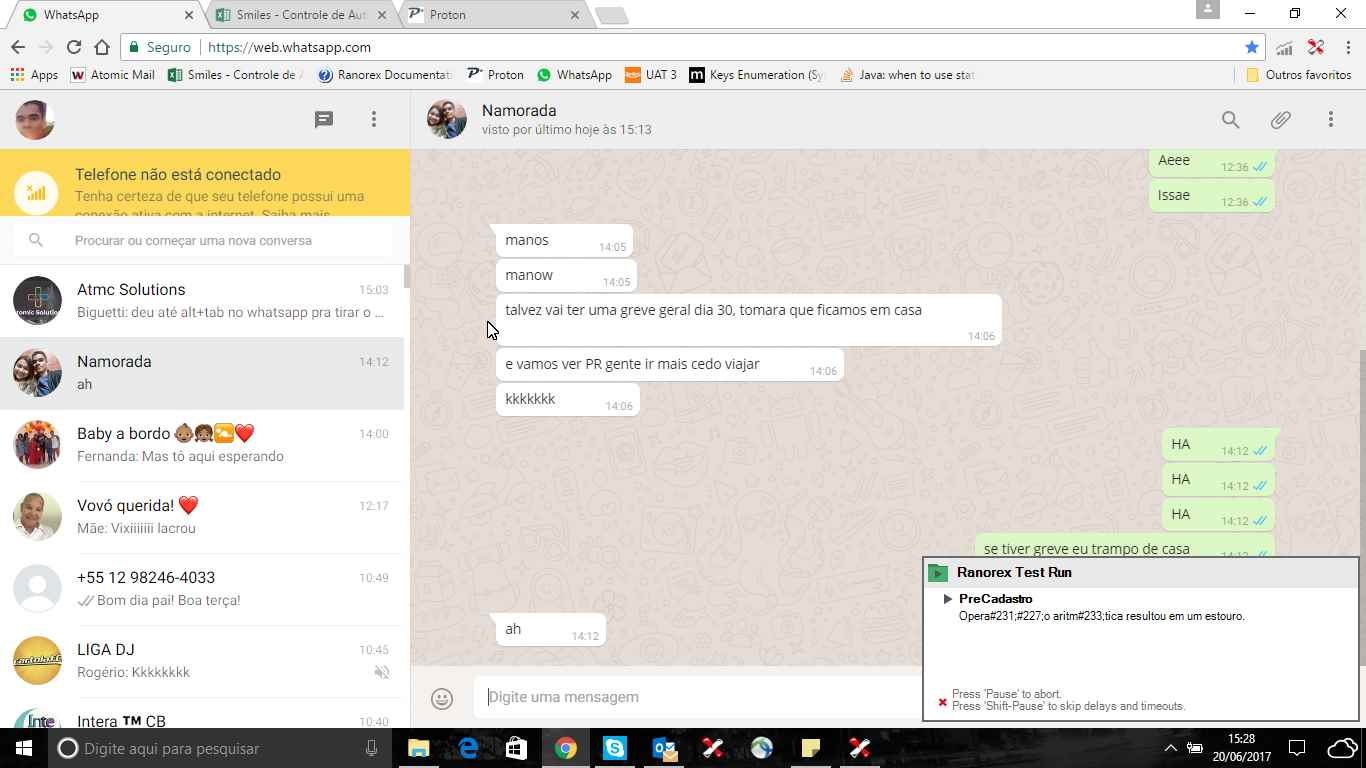 WhatsApp
Smiles - Controle de Aut
Proton
Seguro
https://web.whatsapp.com
Apps
Atomic Mail
Smiles - Controle de
Ranorex Documentat
Proton
WhatsApp
UAT 3
Keys Enumeration (Sy
Java: when to use stat
Outros favoritos
Namorada
visto por último hoje às 15:13
Telefone não está conectado
Tenha certeza de que seu telefone possui uma
conexão ativa com a internet. Saiba mais
Procurar ou começar uma nova conversa
Atmc Solutions 15:03
Biguetti: deu até alt+tab no whatsapp pra tirar o ...
Namorada 14:12
ah
Baby a bordo 👶🏽👧🏽🌤️❤️ 14:00
Fernanda: Mas tô aqui esperando
Vovó querida! ❤️ 12:17
Mãe: Vixiiiiiii lacrou
+55 12 98246-4033 10:49
Bom dia pai! Boa terça!
LIGA DJ 10:45
Rogério: Kkkkkkkk
Intera ™️ CB 10:40
Aeee 12:36
Issae 12:36
manos 14:05
manow 14:05
talvez vai ter uma greve geral dia 30, tomara que ficamos em casa
14:06
e vamos ver PR gente ir mais cedo viajar 14:06
kkkkkkk 14:06
HA 14:12
HA 14:12
HA 14:12
se tiver greve eu trampo de casa 14:12
ah 14:12
Digite uma mensagem
Ranorex Test Run
PreCadastro
Opera#231;#227;o aritm#233;tica resultou em um estouro.
Press 'Pause' to abort.
Press 'Shift-Pause' to skip delays and timeouts.
Digite aqui para pesquisar
15:28
20/06/2017